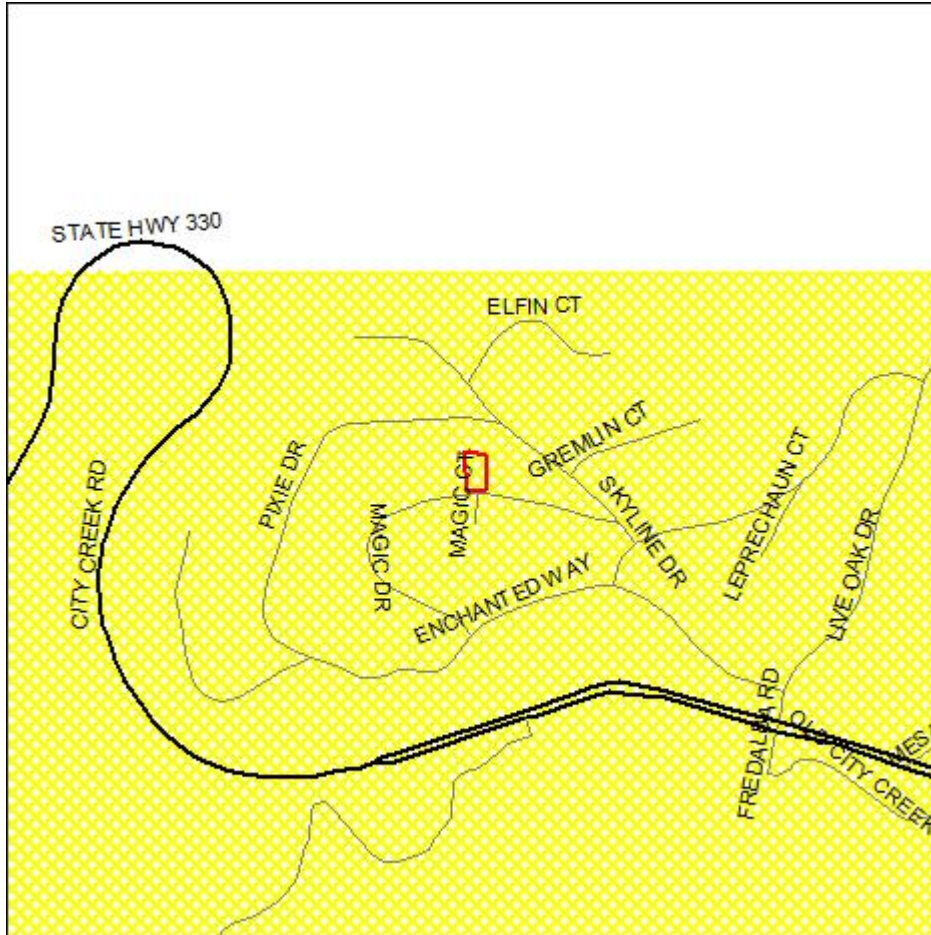 STATE HWY 330
ELFIN CT
GREMLIN CT
PIXIE DR
MAGIC CT
SKYLINE DR
LEPRECHAUN CT
CITY CREEK RD
MAGIC DR
LIVE OAK DR
ENCHANTED WAY
FREDALBA RD
OLD CITY CREEK